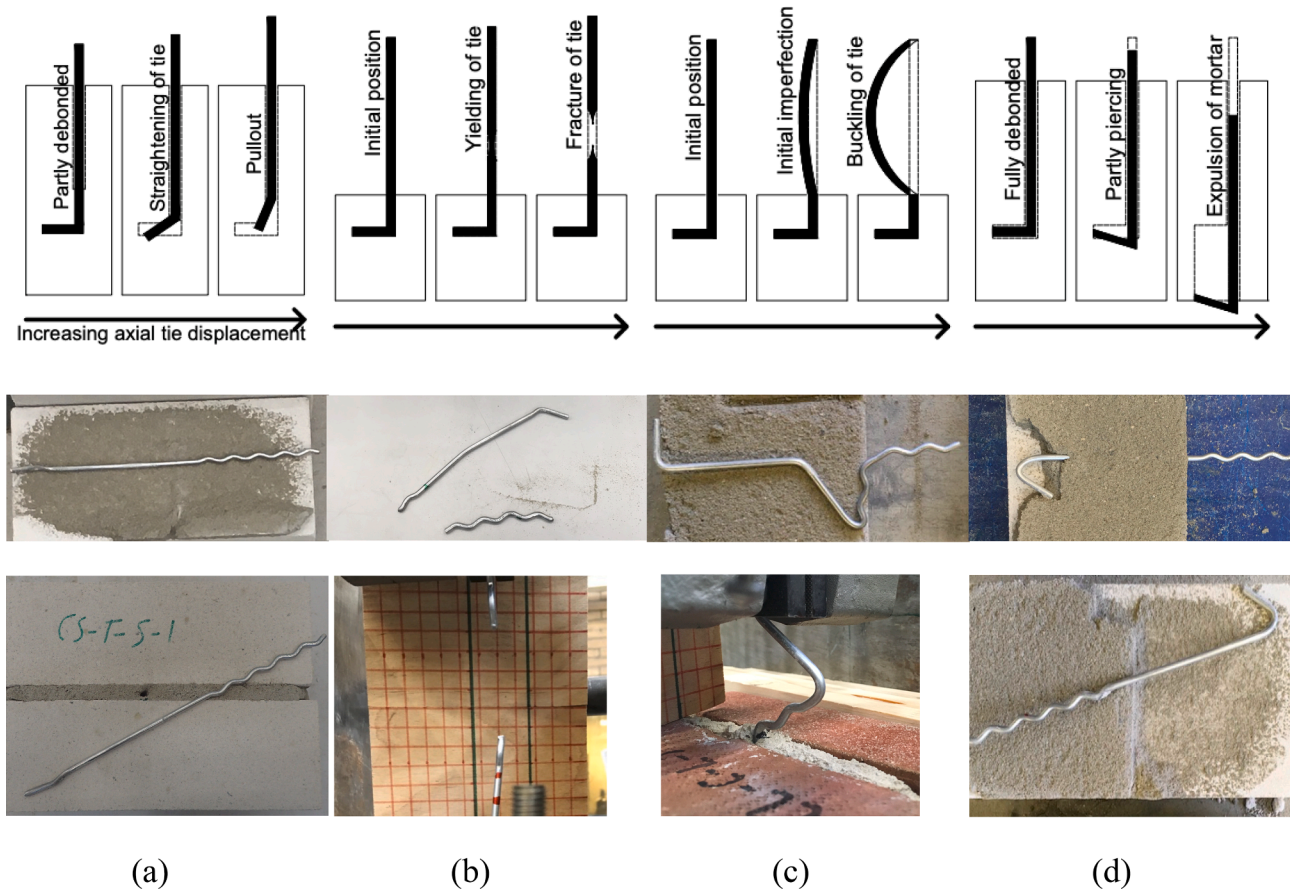 Partly debonded
Straightening of tie
Pullout
Increasing axial tie displacement
Initial position
Yielding of tie
Fracture of tie
Initial position
Initial imperfection
Buckling of tie
Fully debonded
Partly piercing
Expulsion of mortar
CS-T-5-1
(a)
(b)
(c)
(d)